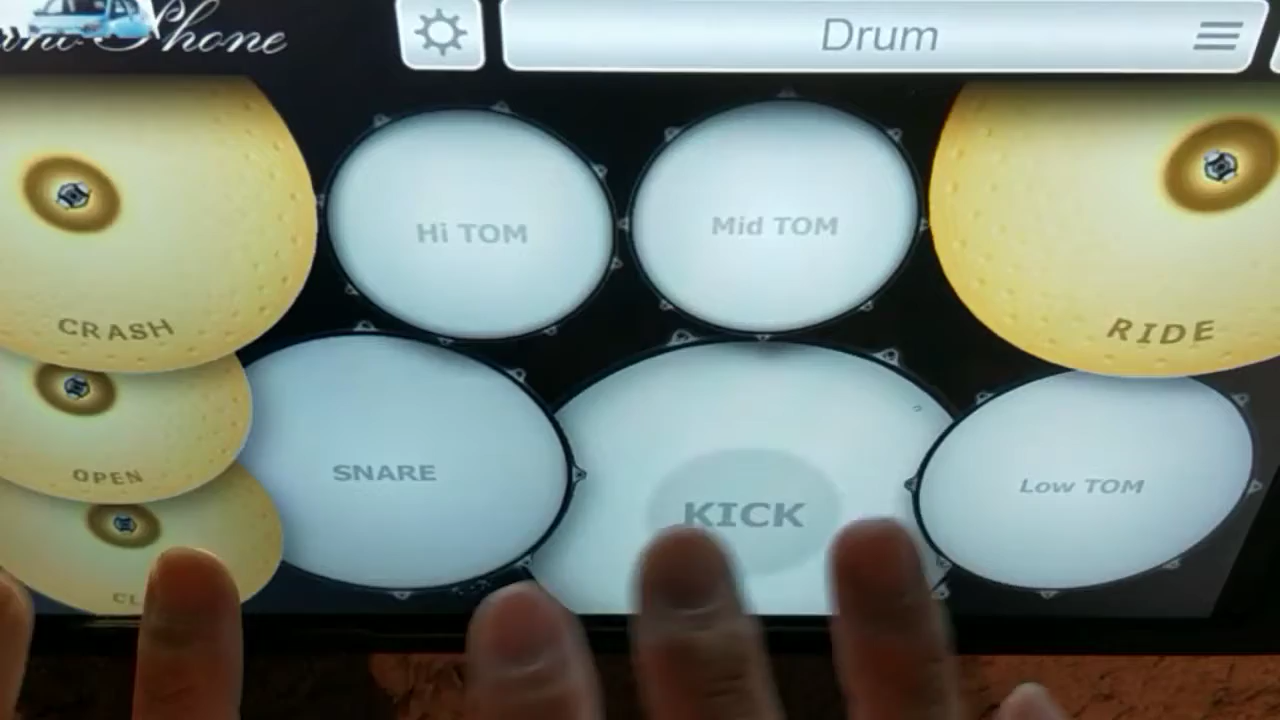 Phone
Drum
Hi TOM
Mid TOM
CRASH
RIDE
OPEN
SNARE
KICK
Low TOM